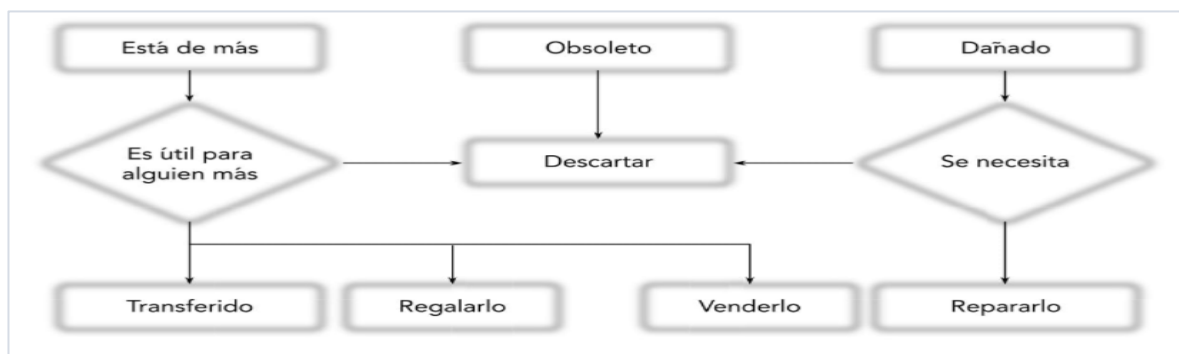 Está de más
Obsoleto
Dañado
Es útil para
alguien más
Descartar
Se necesita
Transferido
Regalarlo
Venderlo
Repararlo